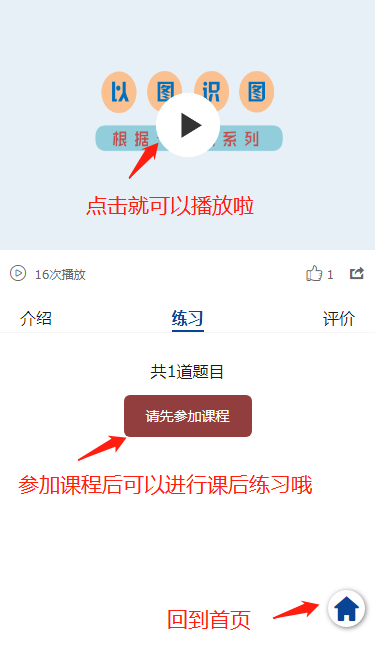 以图识图
根据
系列
点击就可以播放啦
16次播放
1
介绍
练习
评价
共1道题目
请先参加课程
参加课程后可以进行课后练习哦
回到首页